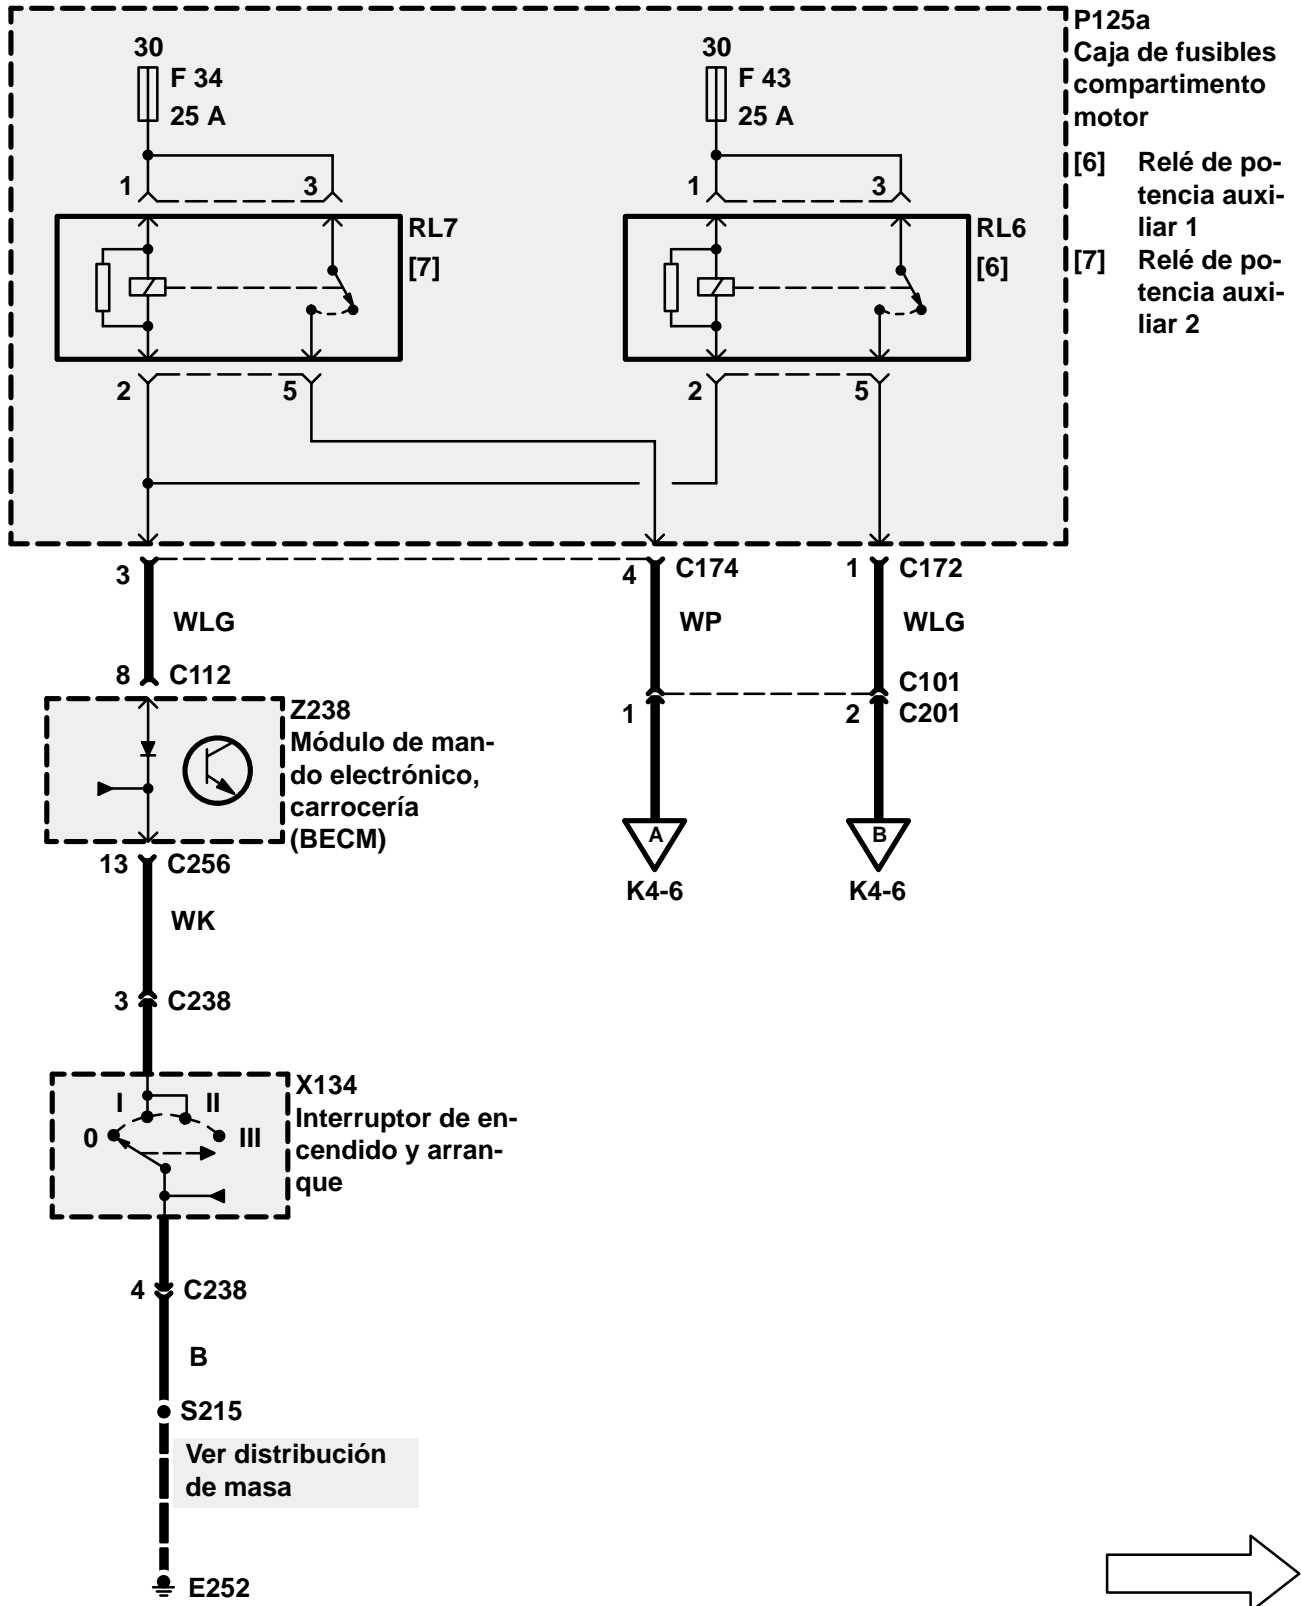 P125a
Caja de fusibles
compartimento
motor
[6] Relé de po-
tencia auxi-
liar 1
[7] Relé de po-
tencia auxi-
liar 2
30
F 34
25 A
30
F 43
25 A
1
3
1
3
RL7
[7]
RL6
[6]
2
5
2
5
3
4
C174
1
C172
WLG
WP
WLG
8
C112
C101
1
2
C201
Z238
Módulo de man-
do electrónico,
carrocería
(BECM)
A
B
13
C256
K4-6
K4-6
WK
3
C238
X134
Interruptor de en-
cendido y arran-
que
I
II
0
III
4
C238
B
S215
Ver distribución
de masa
E252